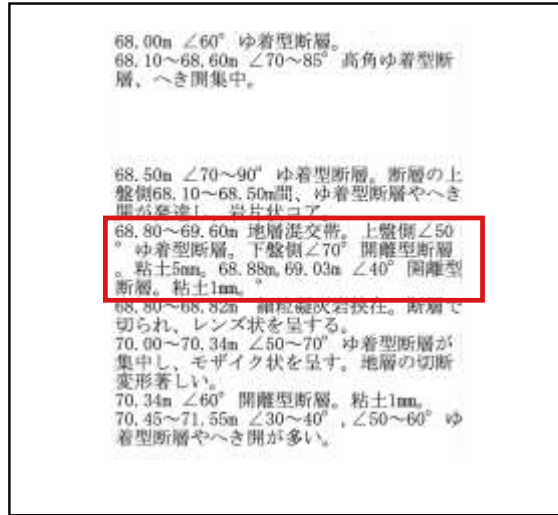 68.00m ∠60° ゆ着型断層。
68.10～68.60m ∠70～85° 高角ゆ着型断
層、へき開集中。
68.50m ∠70～90° ゆ着型断層。断層の上
盤側68.10～68.50m間、ゆ着型断層やへき
開が発達し、岩片状コア。
68.80～69.60m 地層混交帯。上盤側∠50
° ゆ着型断層。下盤側∠70° 開離型断層
。粘土5mm。68.88m,69.03m ∠40° 開離型
断層。粘土1mm。°
68.80～68.82m 細粒凝灰岩挟在。断層で
切られ、レンズ状を呈する。
70.00～70.34m ∠50～70° ゆ着型断層が
集中し、モザイク状を呈す。地層の切断
変形著しい。
70.34m ∠60° 開離型断層。粘土1mm。
70.45～71.55m ∠30～40°,∠50～60° ゆ
着型断層やへき開が多い。